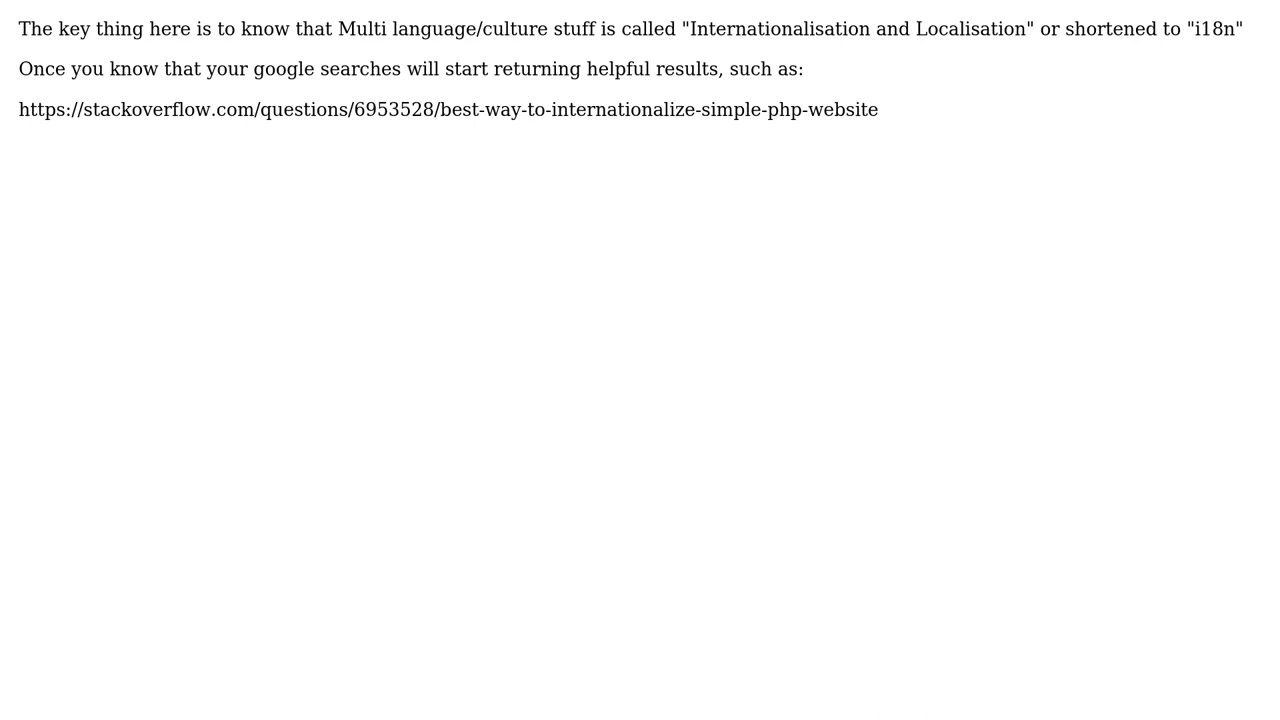 The key thing here is to know that Multi language/culture stuff is called "Internationalisation and Localisation" or shortened to "i18n"
Once you know that your google searches will start returning helpful results, such as:
https://stackoverflow.com/questions/6953528/best-way-to-internationalize-simple-php-website